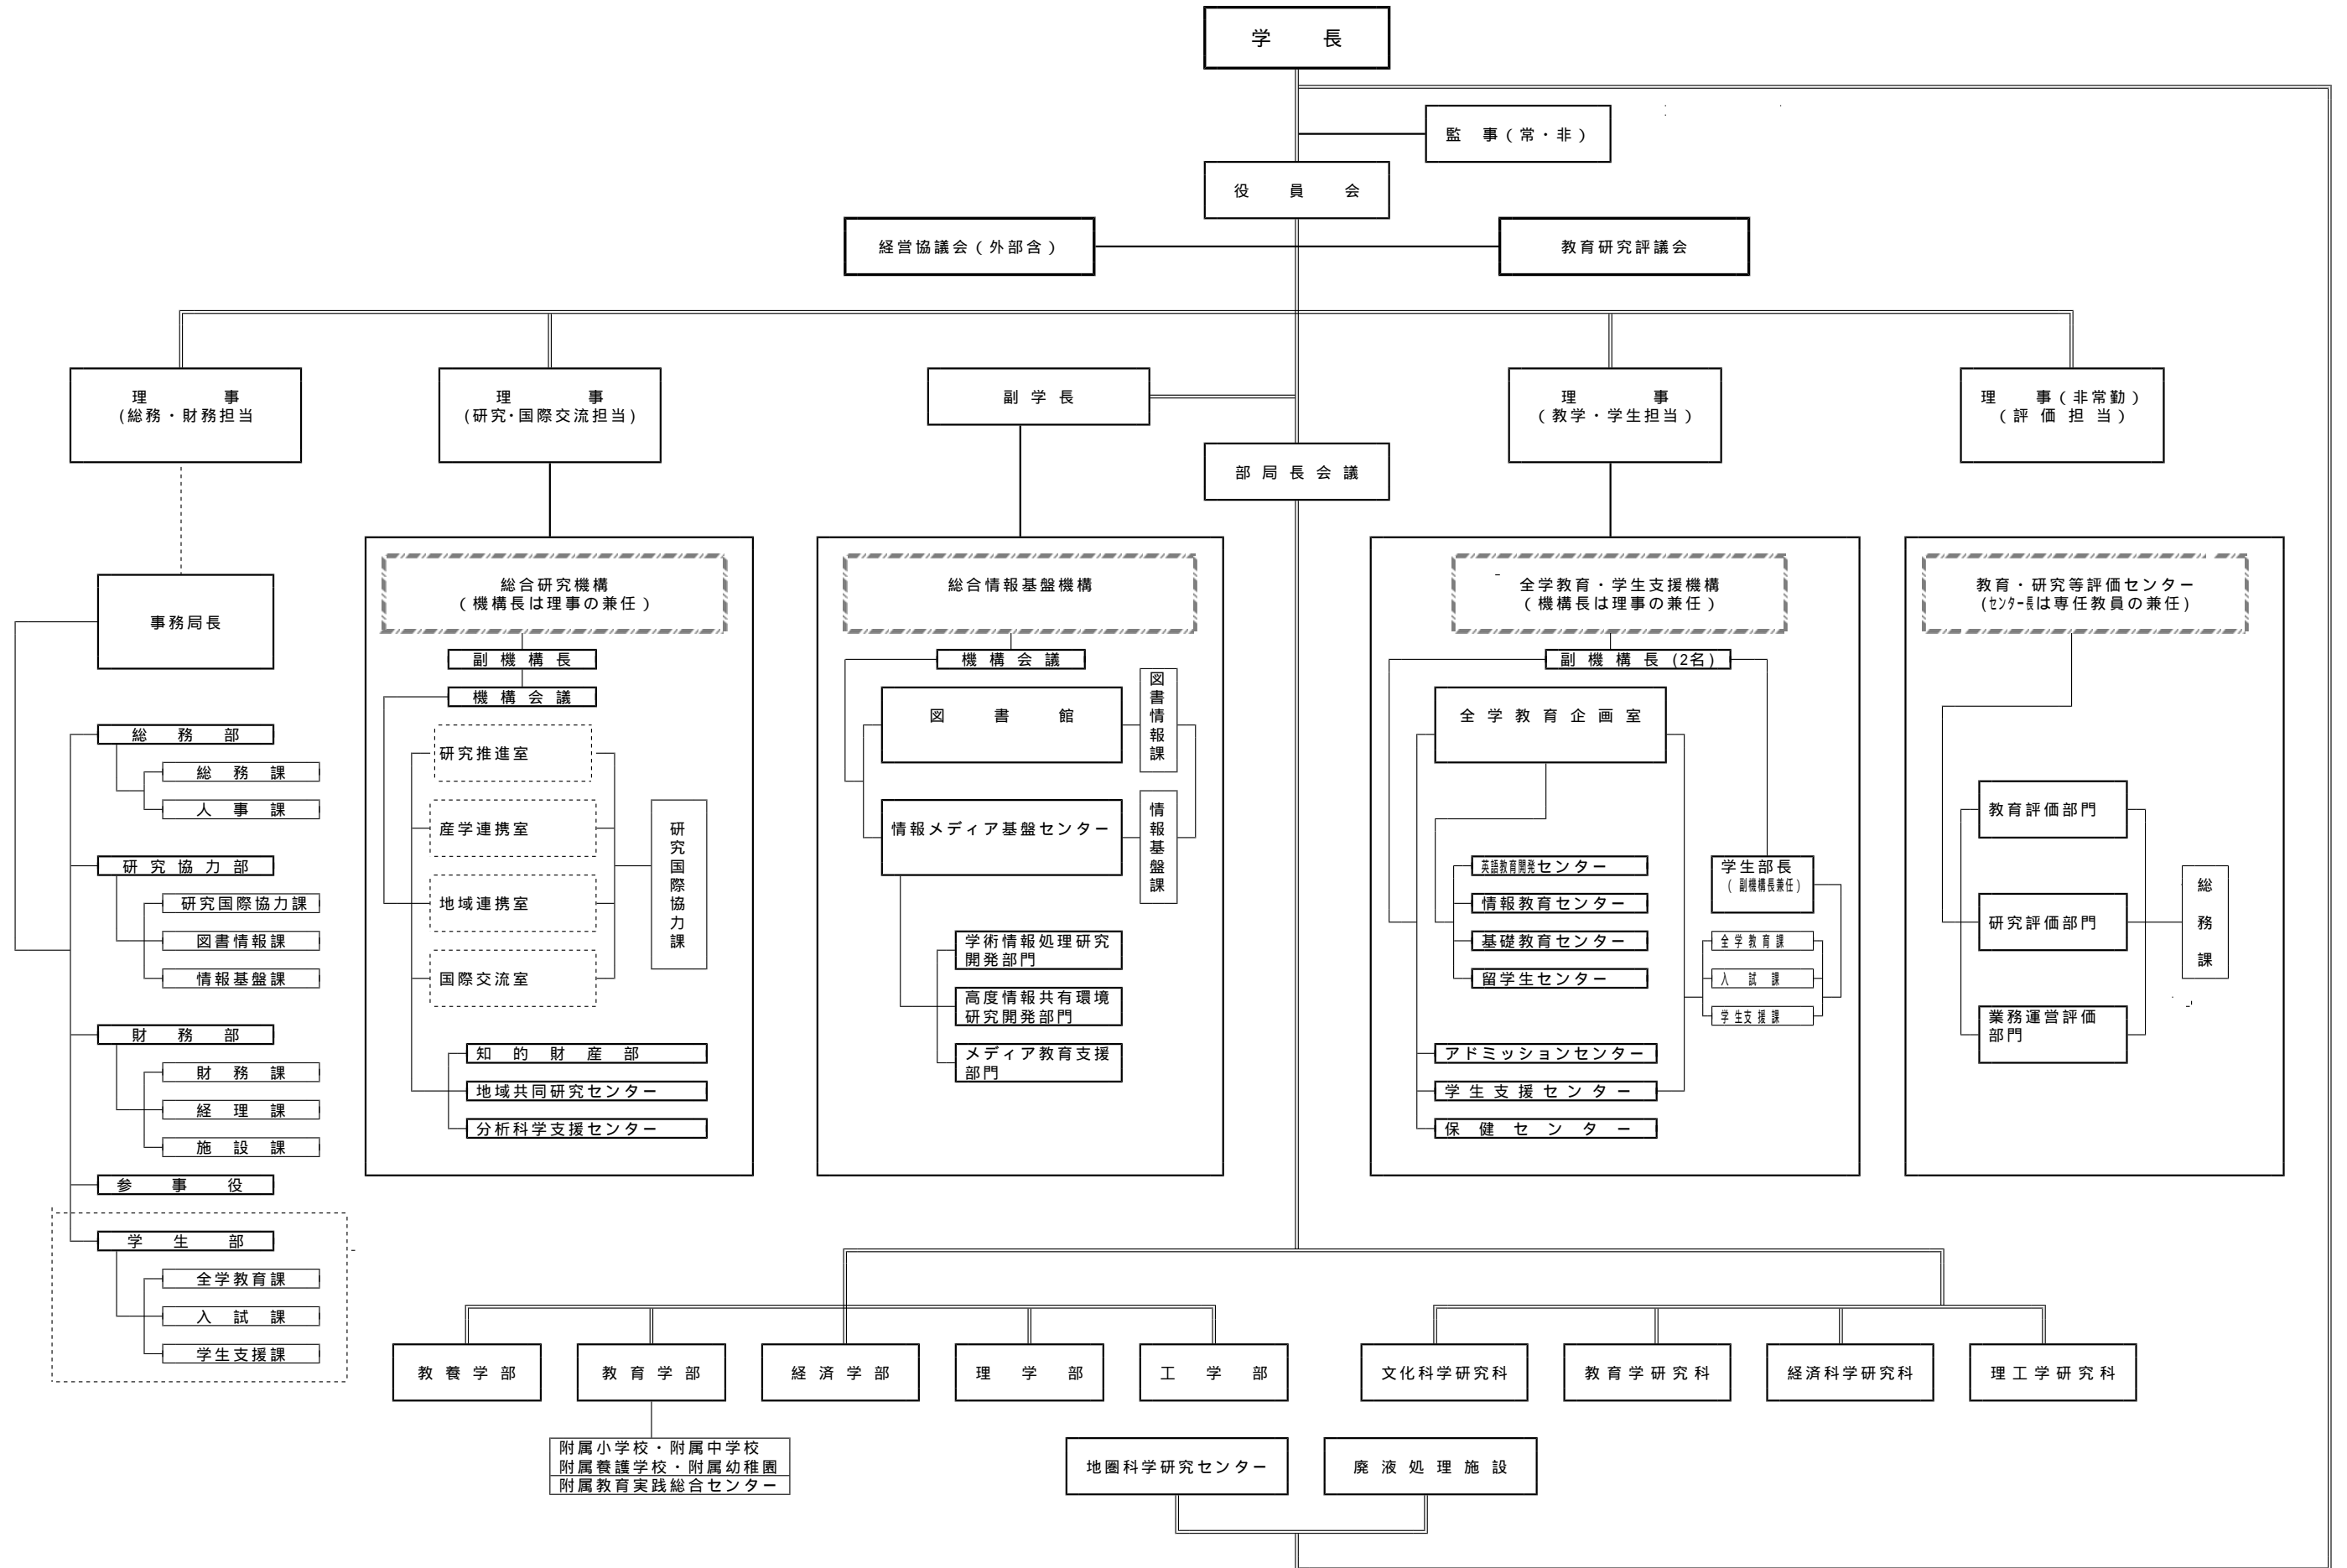 学　　長
監　事(常・非)
役　員　会
経営協議会(外部含)
教育研究評議会
理　　　事
(総務・財務担当
理　　　事
(研究・国際交流担当)
副 学 長
理　　　事
(教学・学生担当)
理　　事(非常勤)
(評 価 担 当)
部 局 長 会 議
事務局長
総　務　部
総　務　課
人　事　課
研 究 協 力 部
研究国際協力課
図書情報課
情報基盤課
財　務　部
財　務　課
経　理　課
施　設　課
参　事　役
学　生　部
全学教育課
入　試　課
学生支援課
総合研究機構
(機構長は理事の兼任)
副 機 構 長
機 構 会 議
研究推進室
産学連携室
地域連携室
国際交流室
研究国際協力課
知 的 財 産 部
地域共同研究センター
分析科学支援センター
総合情報基盤機構
機 構 会 議
図　書　館
図書情報課
情報メディア基盤センター
情報基盤課
学術情報処理研究
開発部門
高度情報共有環境
研究開発部門
メディア教育支援
部門
全学教育・学生支援機構
(機構長は理事の兼任)
副 機 構 長 (2名)
全 学 教 育 企 画 室
英語教育開発センター
情報教育センター
基礎教育センター
留学生センター
学生部長
(副機構長兼任)
全学教育課
入　試　課
学生支援課
アドミッションセンター
学 生 支 援 セ ン タ ー
保 健 セ ン タ ー
教育・研究等評価センター
(センター長は専任教員の兼任)
教育評価部門
研究評価部門
業務運営評価
部門
総務課
教 養 学 部
教 育 学 部
経 済 学 部
理　学　部
工　学　部
文化科学研究科
教 育 学 研 究 科
経済科学研究科
理 工 学 研 究 科
附属小学校・附属中学校
附属養護学校・附属幼稚園
附属教育実践総合センター
地圏科学研究センター
廃 液 処 理 施 設